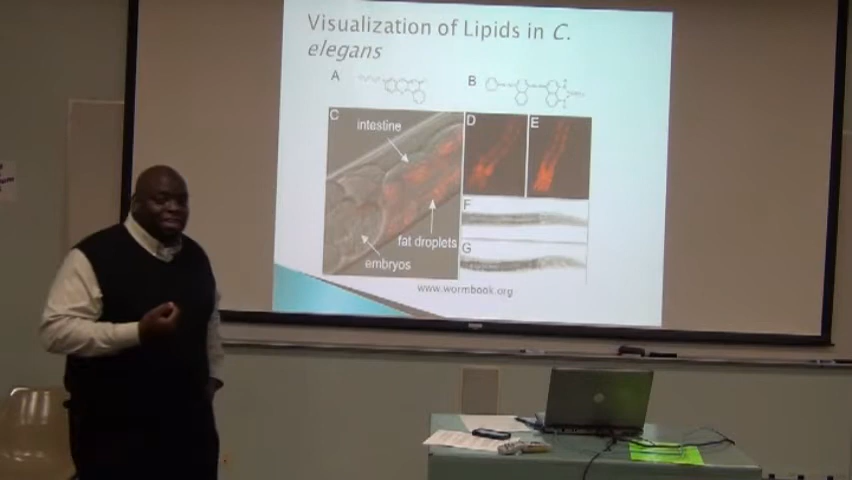 Visualization of Lipids in C.
elegans
A
B
C
intestine
D
E
F
fat droplets
G
embryos
www.wormbook.org